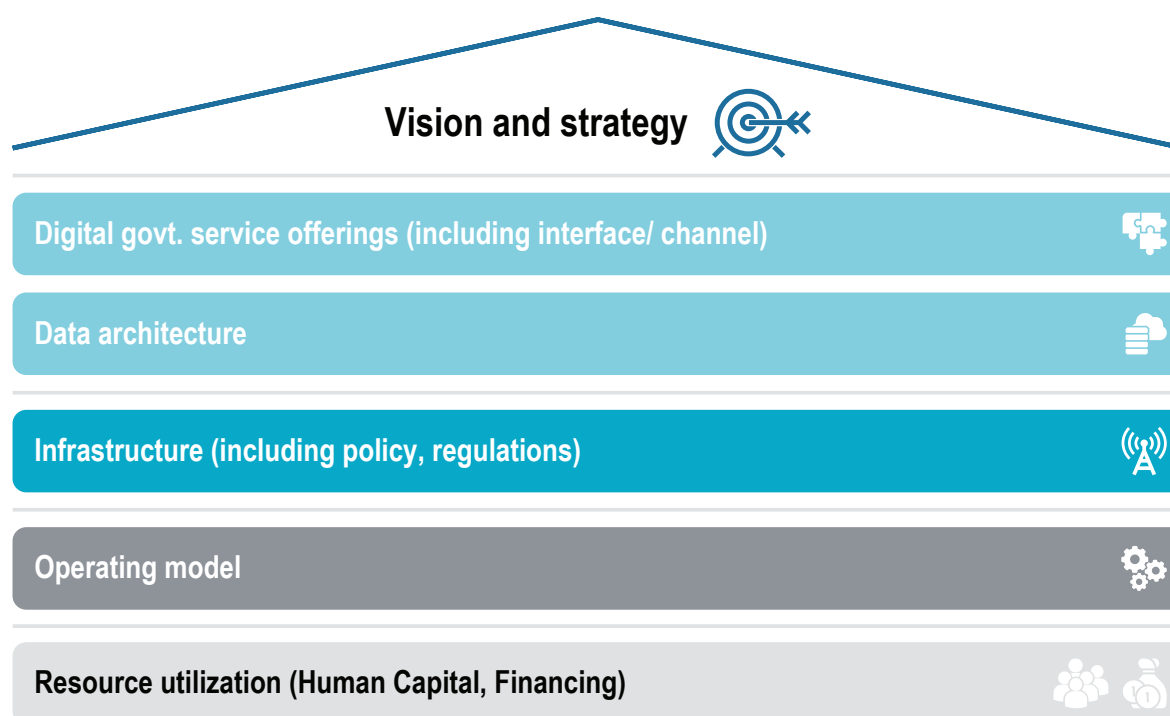 Vision and strategy
Digital govt. service offerings (including interface/ channel)
Data architecture
Infrastructure (including policy, regulations)
Operating model
Resource utilization (Human Capital, Financing)